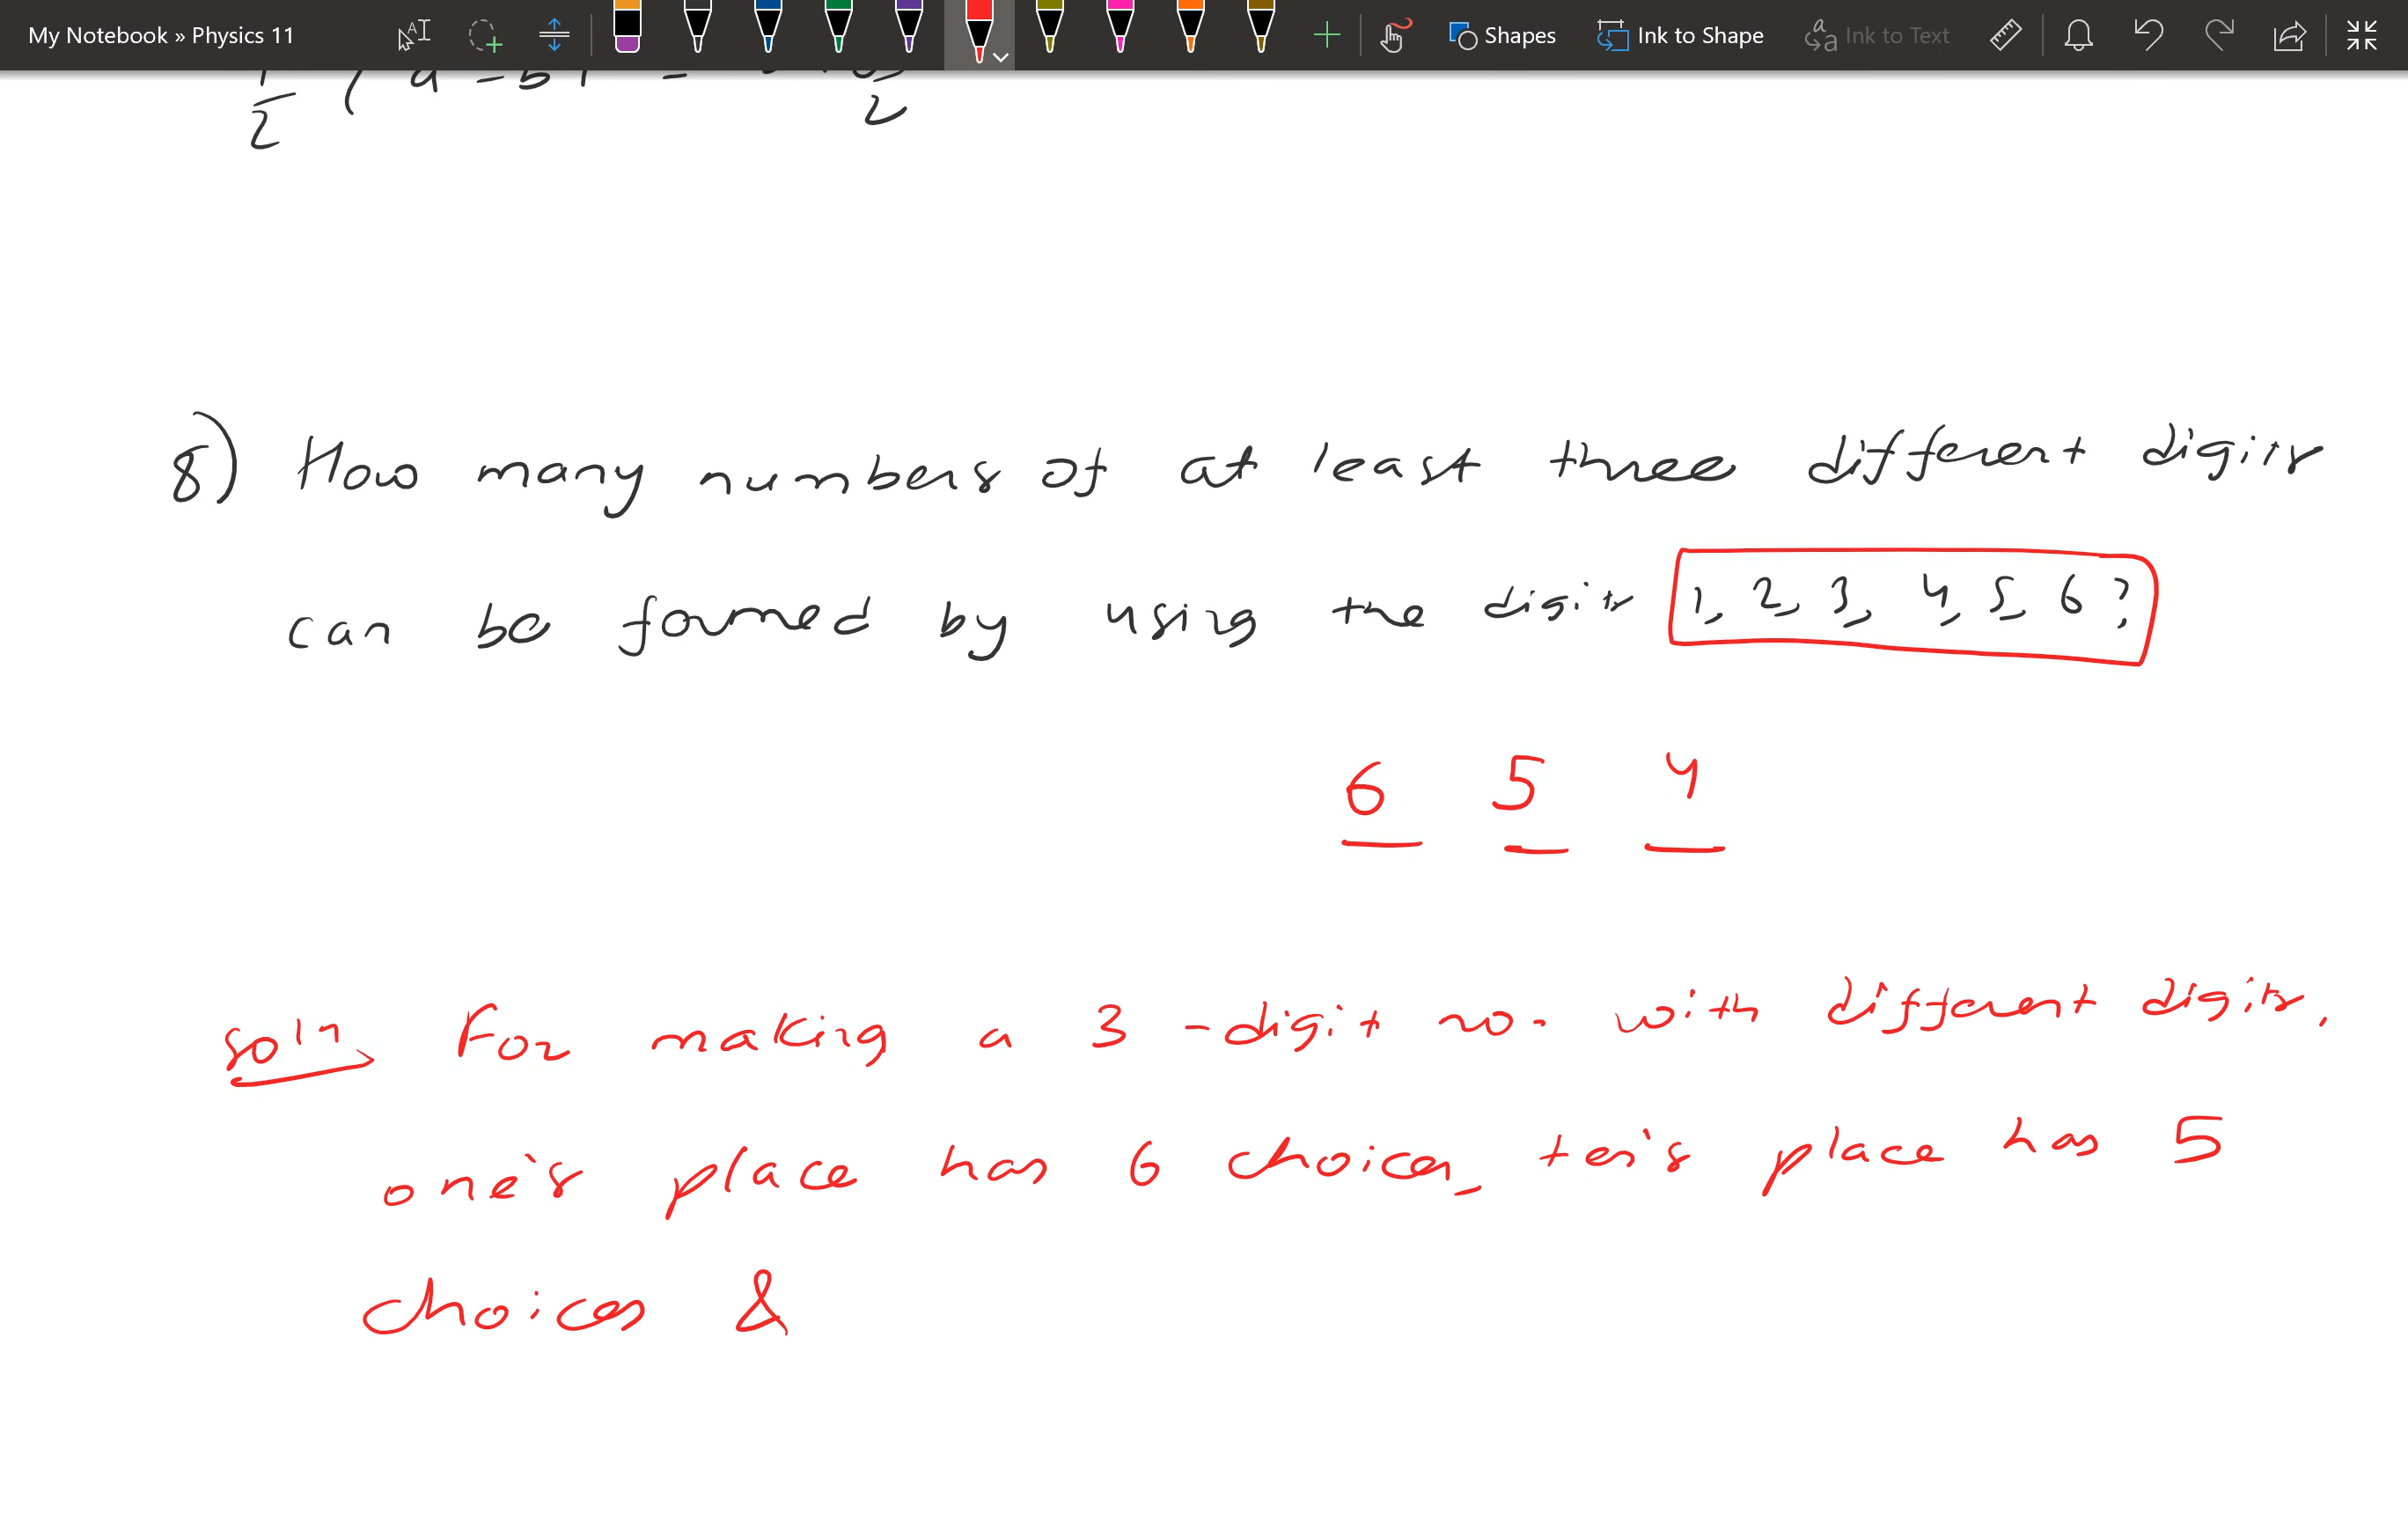 My Notebook » Physics 11
Shapes
Ink to Shape
Ink to Text
2
2
8) How many numbers of at least three different digits
can be formed by using the digits 1, 2, 3, 4, 5, 6 ?
6 5 4
Soln, For making a 3-digit no. with different digits,
one's place has 6 choices, ten's place has 5
choices &